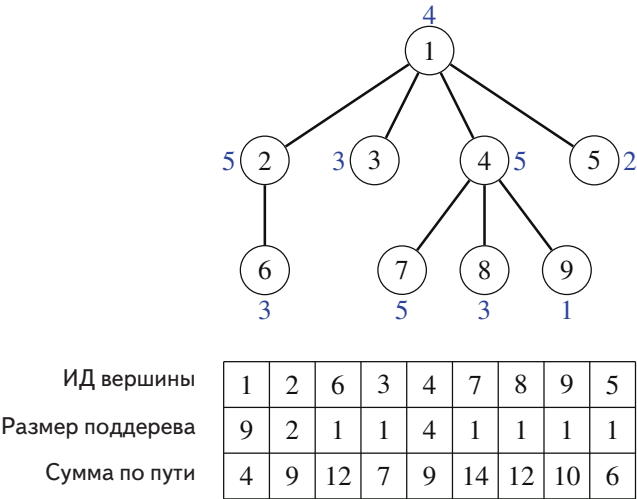 4
1
5 2 3 3 4 5 5 2
6 7 8 9
3 5 3 1
ИД вершины 1 2 6 3 4 7 8 9 5
Размер поддерева 9 2 1 1 4 1 1 1 1
Сумма по пути 4 9 12 7 9 14 12 10 6